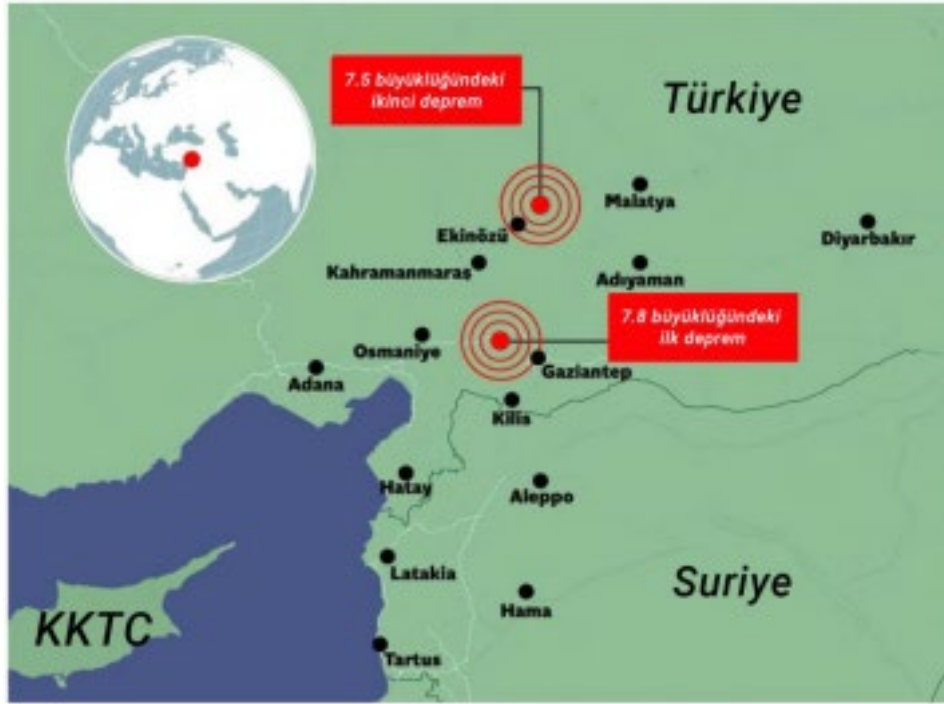 7.5 büyüklüğündeki
ikinci deprem
Türkiye
Malatya
Ekinözü
Diyarbakır
Kahramanmaraş
Adıyaman
7.8 büyüklüğündeki
ilk deprem
Osmaniye
Gaziantep
Adana
Kilis
Hatay
Aleppo
Latakia
Suriye
Hama
KKTC
Tartus